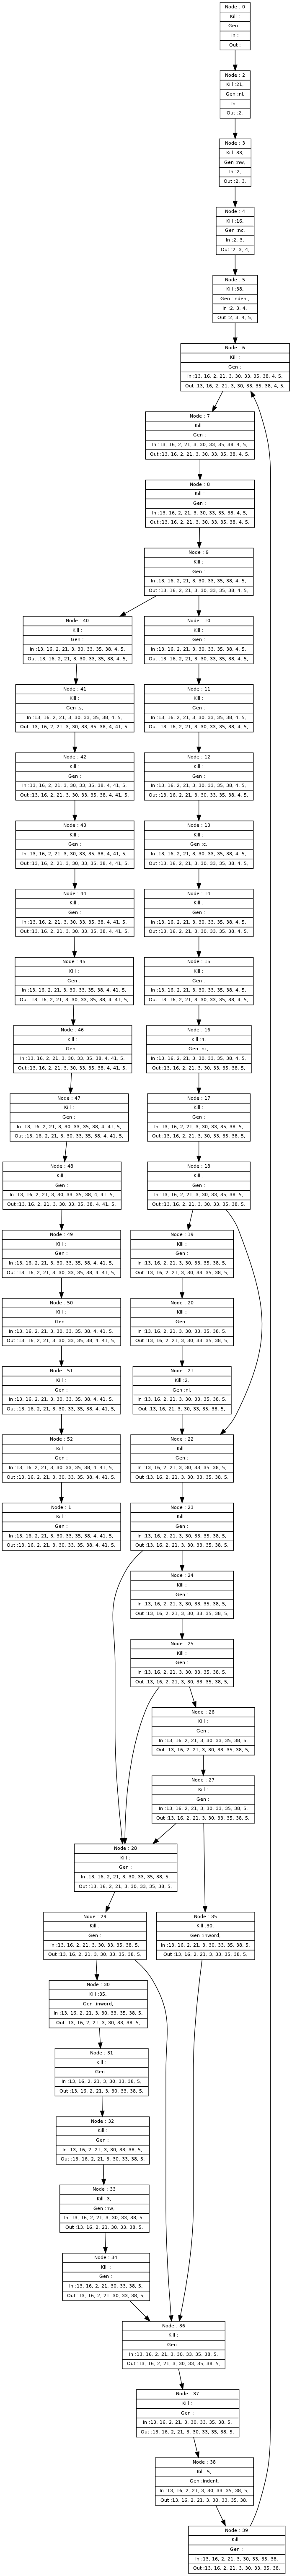 Node : 0
Kill :
Gen :
In :
Out :
Node : 2
Kill :21,
Gen :nl,
In :
Out :2,
Node : 3
Kill :33,
Gen :nw,
In :2,
Out :2, 3,
Node : 4
Kill :16,
Gen :nc,
In :2, 3,
Out :2, 3, 4,
Node : 5
Kill :38,
Gen :indent,
In :2, 3, 4,
Out :2, 3, 4, 5,
Node : 6
Kill :
Gen :
In :13, 16, 2, 21, 3, 30, 33, 35, 38, 4, 5,
Out :13, 16, 2, 21, 3, 30, 33, 35, 38, 4, 5,
Node : 7
Kill :
Gen :
In :13, 16, 2, 21, 3, 30, 33, 35, 38, 4, 5,
Out :13, 16, 2, 21, 3, 30, 33, 35, 38, 4, 5,
Node : 8
Kill :
Gen :
In :13, 16, 2, 21, 3, 30, 33, 35, 38, 4, 5,
Out :13, 16, 2, 21, 3, 30, 33, 35, 38, 4, 5,
Node : 9
Kill :
Gen :
In :13, 16, 2, 21, 3, 30, 33, 35, 38, 4, 5,
Out :13, 16, 2, 21, 3, 30, 33, 35, 38, 4, 5,
Node : 40
Kill :
Gen :
In :13, 16, 2, 21, 3, 30, 33, 35, 38, 4, 5,
Out :13, 16, 2, 21, 3, 30, 33, 35, 38, 4, 5,
Node : 10
Kill :
Gen :
In :13, 16, 2, 21, 3, 30, 33, 35, 38, 4, 5,
Out :13, 16, 2, 21, 3, 30, 33, 35, 38, 4, 5,
Node : 41
Kill :
Gen :s,
In :13, 16, 2, 21, 3, 30, 33, 35, 38, 4, 5,
Out :13, 16, 2, 21, 3, 30, 33, 35, 38, 4, 41, 5,
Node : 11
Kill :
Gen :
In :13, 16, 2, 21, 3, 30, 33, 35, 38, 4, 5,
Out :13, 16, 2, 21, 3, 30, 33, 35, 38, 4, 5,
Node : 42
Kill :
Gen :
In :13, 16, 2, 21, 3, 30, 33, 35, 38, 4, 41, 5,
Out :13, 16, 2, 21, 3, 30, 33, 35, 38, 4, 41, 5,
Node : 12
Kill :
Gen :
In :13, 16, 2, 21, 3, 30, 33, 35, 38, 4, 5,
Out :13, 16, 2, 21, 3, 30, 33, 35, 38, 4, 5,
Node : 43
Kill :
Gen :
In :13, 16, 2, 21, 3, 30, 33, 35, 38, 4, 41, 5,
Out :13, 16, 2, 21, 3, 30, 33, 35, 38, 4, 41, 5,
Node : 13
Kill :
Gen :c,
In :13, 16, 2, 21, 3, 30, 33, 35, 38, 4, 5,
Out :13, 16, 2, 21, 3, 30, 33, 35, 38, 4, 5,
Node : 44
Kill :
Gen :
In :13, 16, 2, 21, 3, 30, 33, 35, 38, 4, 41, 5,
Out :13, 16, 2, 21, 3, 30, 33, 35, 38, 4, 41, 5,
Node : 14
Kill :
Gen :
In :13, 16, 2, 21, 3, 30, 33, 35, 38, 4, 5,
Out :13, 16, 2, 21, 3, 30, 33, 35, 38, 4, 5,
Node : 45
Kill :
Gen :
In :13, 16, 2, 21, 3, 30, 33, 35, 38, 4, 41, 5,
Out :13, 16, 2, 21, 3, 30, 33, 35, 38, 4, 41, 5,
Node : 15
Kill :
Gen :
In :13, 16, 2, 21, 3, 30, 33, 35, 38, 4, 5,
Out :13, 16, 2, 21, 3, 30, 33, 35, 38, 4, 5,
Node : 46
Kill :
Gen :
In :13, 16, 2, 21, 3, 30, 33, 35, 38, 4, 41, 5,
Out :13, 16, 2, 21, 3, 30, 33, 35, 38, 4, 41, 5,
Node : 16
Kill :4,
Gen :nc,
In :13, 16, 2, 21, 3, 30, 33, 35, 38, 4, 5,
Out :13, 16, 2, 21, 3, 30, 33, 35, 38, 5,
Node : 47
Kill :
Gen :
In :13, 16, 2, 21, 3, 30, 33, 35, 38, 4, 41, 5,
Out :13, 16, 2, 21, 3, 30, 33, 35, 38, 4, 41, 5,
Node : 17
Kill :
Gen :
In :13, 16, 2, 21, 3, 30, 33, 35, 38, 5,
Out :13, 16, 2, 21, 3, 30, 33, 35, 38, 5,
Node : 48
Kill :
Gen :
In :13, 16, 2, 21, 3, 30, 33, 35, 38, 4, 41, 5,
Out :13, 16, 2, 21, 3, 30, 33, 35, 38, 4, 41, 5,
Node : 18
Kill :
Gen :
In :13, 16, 2, 21, 3, 30, 33, 35, 38, 5,
Out :13, 16, 2, 21, 3, 30, 33, 35, 38, 5,
Node : 49
Kill :
Gen :
In :13, 16, 2, 21, 3, 30, 33, 35, 38, 4, 41, 5,
Out :13, 16, 2, 21, 3, 30, 33, 35, 38, 4, 41, 5,
Node : 19
Kill :
Gen :
In :13, 16, 2, 21, 3, 30, 33, 35, 38, 5,
Out :13, 16, 2, 21, 3, 30, 33, 35, 38, 5,
Node : 50
Kill :
Gen :
In :13, 16, 2, 21, 3, 30, 33, 35, 38, 4, 41, 5,
Out :13, 16, 2, 21, 3, 30, 33, 35, 38, 4, 41, 5,
Node : 20
Kill :
Gen :
In :13, 16, 2, 21, 3, 30, 33, 35, 38, 5,
Out :13, 16, 2, 21, 3, 30, 33, 35, 38, 5,
Node : 51
Kill :
Gen :
In :13, 16, 2, 21, 3, 30, 33, 35, 38, 4, 41, 5,
Out :13, 16, 2, 21, 3, 30, 33, 35, 38, 4, 41, 5,
Node : 21
Kill :2,
Gen :nl,
In :13, 16, 2, 21, 3, 30, 33, 35, 38, 5,
Out :13, 16, 21, 3, 30, 33, 35, 38, 5,
Node : 52
Kill :
Gen :
In :13, 16, 2, 21, 3, 30, 33, 35, 38, 4, 41, 5,
Out :13, 16, 2, 21, 3, 30, 33, 35, 38, 4, 41, 5,
Node : 22
Kill :
Gen :
In :13, 16, 2, 21, 3, 30, 33, 35, 38, 5,
Out :13, 16, 2, 21, 3, 30, 33, 35, 38, 5,
Node : 1
Kill :
Gen :
In :13, 16, 2, 21, 3, 30, 33, 35, 38, 4, 41, 5,
Out :13, 16, 2, 21, 3, 30, 33, 35, 38, 4, 41, 5,
Node : 23
Kill :
Gen :
In :13, 16, 2, 21, 3, 30, 33, 35, 38, 5,
Out :13, 16, 2, 21, 3, 30, 33, 35, 38, 5,
Node : 24
Kill :
Gen :
In :13, 16, 2, 21, 3, 30, 33, 35, 38, 5,
Out :13, 16, 2, 21, 3, 30, 33, 35, 38, 5,
Node : 25
Kill :
Gen :
In :13, 16, 2, 21, 3, 30, 33, 35, 38, 5,
Out :13, 16, 2, 21, 3, 30, 33, 35, 38, 5,
Node : 26
Kill :
Gen :
In :13, 16, 2, 21, 3, 30, 33, 35, 38, 5,
Out :13, 16, 2, 21, 3, 30, 33, 35, 38, 5,
Node : 27
Kill :
Gen :
In :13, 16, 2, 21, 3, 30, 33, 35, 38, 5,
Out :13, 16, 2, 21, 3, 30, 33, 35, 38, 5,
Node : 28
Kill :
Gen :
In :13, 16, 2, 21, 3, 30, 33, 35, 38, 5,
Out :13, 16, 2, 21, 3, 30, 33, 35, 38, 5,
Node : 29
Kill :
Gen :
In :13, 16, 2, 21, 3, 30, 33, 35, 38, 5,
Out :13, 16, 2, 21, 3, 30, 33, 35, 38, 5,
Node : 35
Kill :30,
Gen :inword,
In :13, 16, 2, 21, 3, 30, 33, 35, 38, 5,
Out :13, 16, 2, 21, 3, 33, 35, 38, 5,
Node : 30
Kill :35,
Gen :inword,
In :13, 16, 2, 21, 3, 30, 33, 35, 38, 5,
Out :13, 16, 2, 21, 3, 30, 33, 38, 5,
Node : 31
Kill :
Gen :
In :13, 16, 2, 21, 3, 30, 33, 38, 5,
Out :13, 16, 2, 21, 3, 30, 33, 38, 5,
Node : 32
Kill :
Gen :
In :13, 16, 2, 21, 3, 30, 33, 38, 5,
Out :13, 16, 2, 21, 3, 30, 33, 38, 5,
Node : 33
Kill :3,
Gen :nw,
In :13, 16, 2, 21, 3, 30, 33, 38, 5,
Out :13, 16, 2, 21, 30, 33, 38, 5,
Node : 34
Kill :
Gen :
In :13, 16, 2, 21, 30, 33, 38, 5,
Out :13, 16, 2, 21, 30, 33, 38, 5,
Node : 36
Kill :
Gen :
In :13, 16, 2, 21, 3, 30, 33, 35, 38, 5,
Out :13, 16, 2, 21, 3, 30, 33, 35, 38, 5,
Node : 37
Kill :
Gen :
In :13, 16, 2, 21, 3, 30, 33, 35, 38, 5,
Out :13, 16, 2, 21, 3, 30, 33, 35, 38, 5,
Node : 38
Kill :5,
Gen :indent,
In :13, 16, 2, 21, 3, 30, 33, 35, 38, 5,
Out :13, 16, 2, 21, 3, 30, 33, 35, 38,
Node : 39
Kill :
Gen :
In :13, 16, 2, 21, 3, 30, 33, 35, 38,
Out :13, 16, 2, 21, 3, 30, 33, 35, 38,